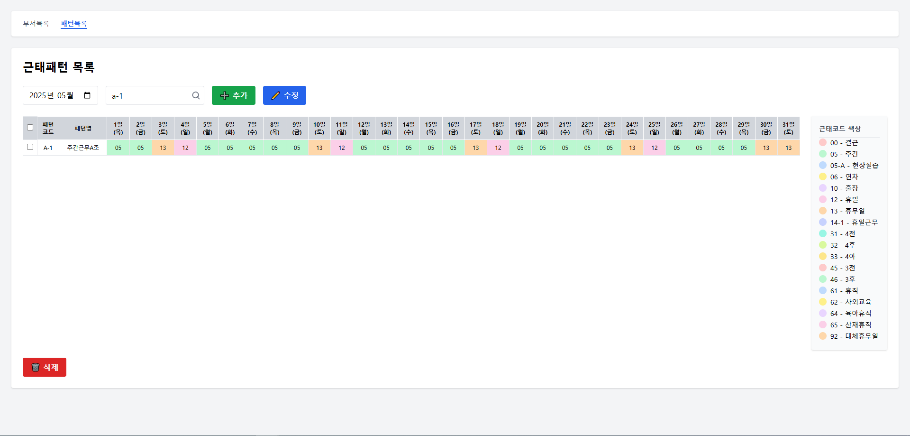 부서목록 패턴목록
근태패턴 목록
2025년 05월 a-1 추가 수정
패턴코드 패턴명 1일(목) 2일(금) 3일(토) 4일(일) 5일(월) 6일(화) 7일(수) 8일(목) 9일(금) 10일(토) 11일(일) 12일(월) 13일(화) 14일(수) 15일(목) 16일(금) 17일(토) 18일(일) 19일(월) 20일(화) 21일(수) 22일(목) 23일(금) 24일(토) 25일(일) 26일(월) 27일(화) 28일(수) 29일(목) 30일(금) 31일(토)
A-1 주간근무A조 05 05 13 12 05 05 05 05 05 13 12 05 05 05 05 05 13 12 05 05 05 05 05 13 12 05 05 05 05 13 13
근태코드 색상
00 - 결근
05 - 주간
05-A - 현장실습
06 - 연차
10 - 출장
12 - 휴일
13 - 휴무일
14-1 - 휴일근무
31 - 4전
32 - 4후
33 - 4야
45 - 3전
46 - 3후
61 - 휴직
62 - 사외교육
64 - 육아휴직
65 - 산재휴직
92 - 대체휴무일
삭제